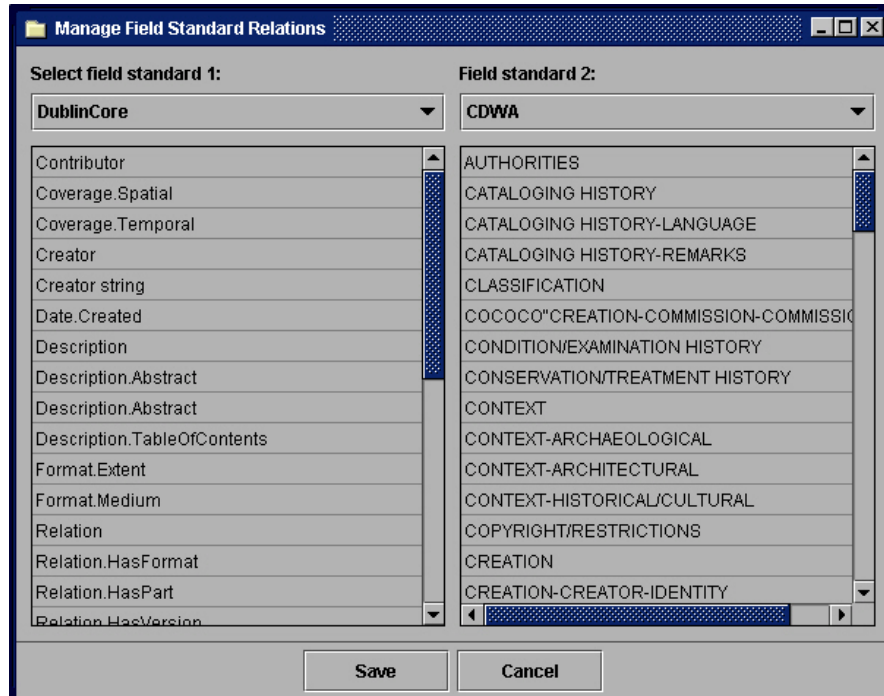 Manage Field Standard Relations
Select field standard 1:
DublinCore
Contributor
Coverage.Spatial
Coverage.Temporal
Creator
Creator string
Date.Created
Description
Description.Abstract
Description.Abstract
Description.TableOfContents
Format.Extent
Format.Medium
Relation
Relation.HasFormat
Relation.HasPart
Relation.HasVersion
Field standard 2:
CDWA
AUTHORITIES
CATALOGING HISTORY
CATALOGING HISTORY-LANGUAGE
CATALOGING HISTORY-REMARKS
CLASSIFICATION
COCOCO"CREATION-COMMISSION-COMMISSIO
CONDITION/EXAMINATION HISTORY
CONSERVATION/TREATMENT HISTORY
CONTEXT
CONTEXT-ARCHAEOLOGICAL
CONTEXT-ARCHITECTURAL
CONTEXT-HISTORICAL/CULTURAL
COPYRIGHT/RESTRICTIONS
CREATION
CREATION-CREATOR-IDENTITY
Save
Cancel